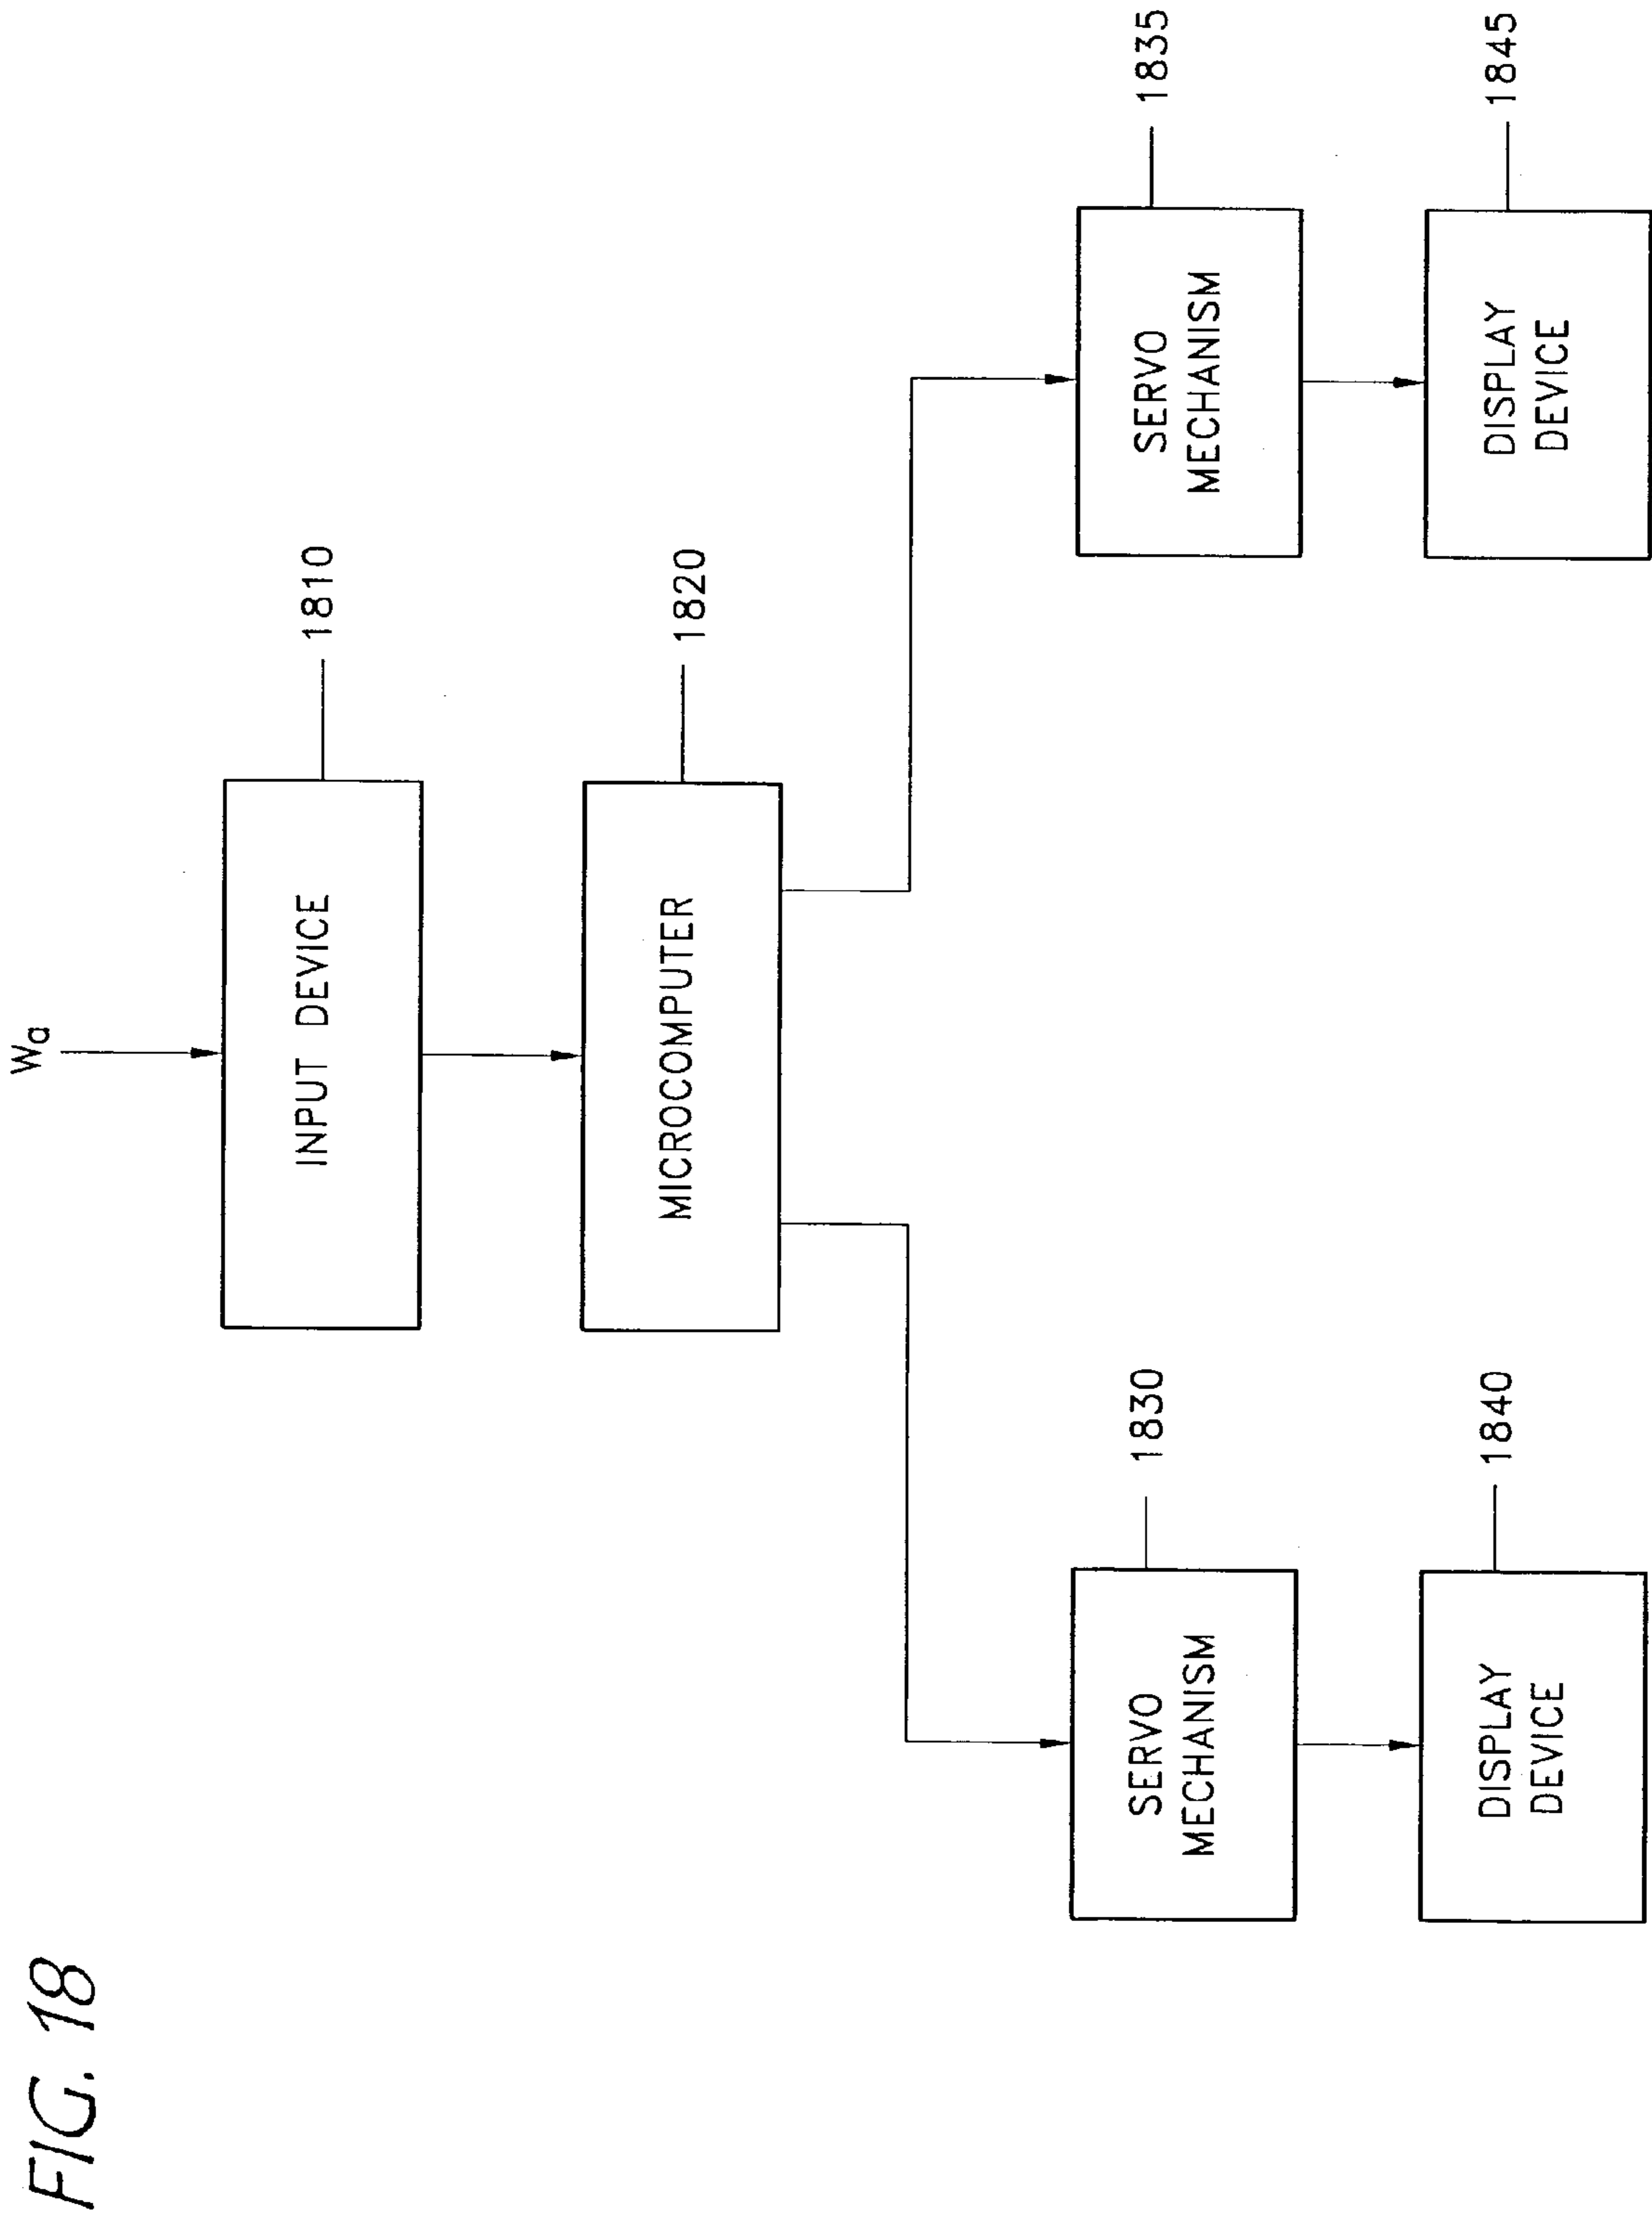 FIG. 18
Wa
INPUT DEVICE
1810
MICROCOMPUTER
1820
SERVO
MECHANISM
1830
SERVO
MECHANISM
1835
DISPLAY
DEVICE
1840
DISPLAY
DEVICE
1845